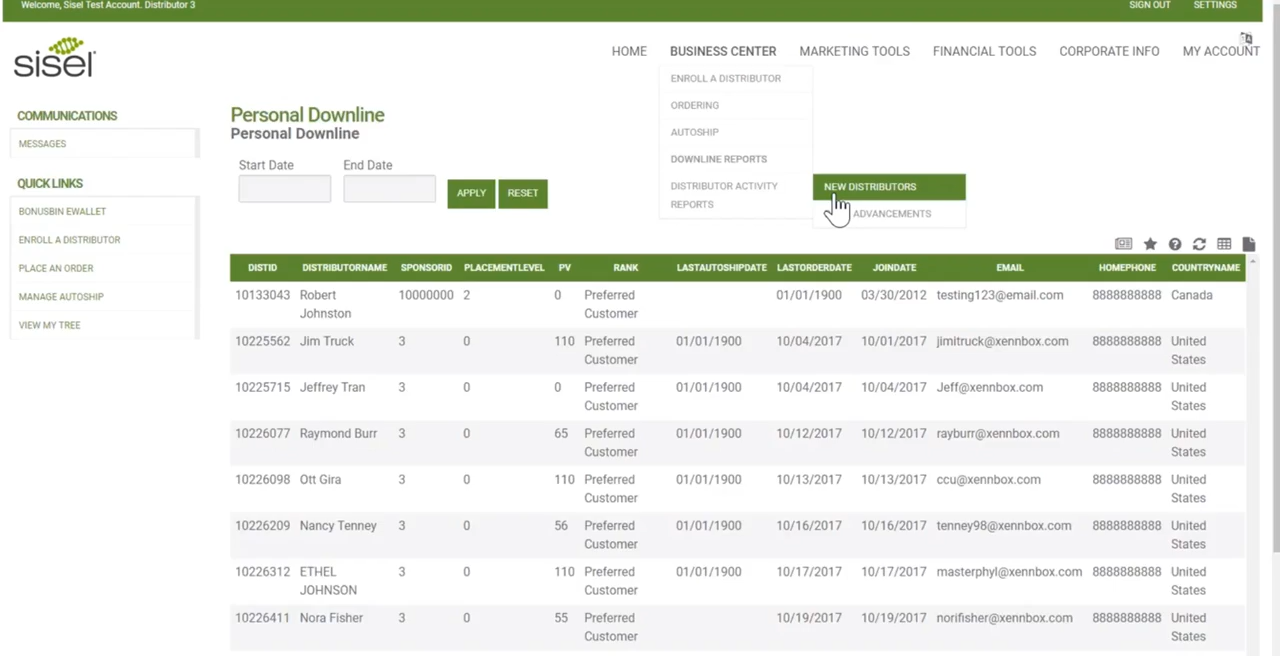 Welcome, Sisel Test Account. Distributor 3
SIGN OUT SETTINGS
sisel
HOME BUSINESS CENTER MARKETING TOOLS FINANCIAL TOOLS CORPORATE INFO MY ACCOUNT
ENROLL A DISTRIBUTOR
ORDERING
AUTOSHIP
DOWNLINE REPORTS
DISTRIBUTOR ACTIVITY
REPORTS
NEW DISTRIBUTORS
ADVANCEMENTS
COMMUNICATIONS
MESSAGES
QUICK LINKS
BONUSBIN EWALLET
ENROLL A DISTRIBUTOR
PLACE AN ORDER
MANAGE AUTOSHIP
VIEW MY TREE
Personal Downline
Personal Downline
Start Date End Date
APPLY RESET
DISTID DISTRIBUTORNAME SPONSORID PLACEMENTLEVEL PV RANK LASTAUTOSHIPDATE LASTORDERDATE JOINDATE EMAIL HOMEPHONE COUNTRYNAME
10133043 Robert 10000000 2 0 Preferred 01/01/1900 03/30/2012 testing123@email.com 8888888888 Canada
Johnston Customer
10225562 Jim Truck 3 0 110 Preferred 01/01/1900 10/04/2017 10/01/2017 jimitruck@xennbox.com 8888888888 United
Customer States
10225715 Jeffrey Tran 3 0 0 Preferred 01/01/1900 10/04/2017 10/04/2017 Jeff@xennbox.com 8888888888 United
Customer States
10226077 Raymond Burr 3 0 65 Preferred 01/01/1900 10/12/2017 10/12/2017 rayburr@xennbox.com 8888888888 United
Customer States
10226098 Ott Gira 3 0 110 Preferred 01/01/1900 10/13/2017 10/13/2017 ccu@xennbox.com 8888888888 United
Customer States
10226209 Nancy Tenney 3 0 56 Preferred 01/01/1900 10/16/2017 10/16/2017 tenney98@xennbox.com 8888888888 United
Customer States
10226312 ETHEL 3 0 110 Preferred 01/01/1900 10/17/2017 10/17/2017 masterphyl@xennbox.com 8888888888 United
JOHNSON Customer States
10226411 Nora Fisher 3 0 55 Preferred 10/19/2017 10/19/2017 norifisher@xennbox.com 8888888888 United
Customer States